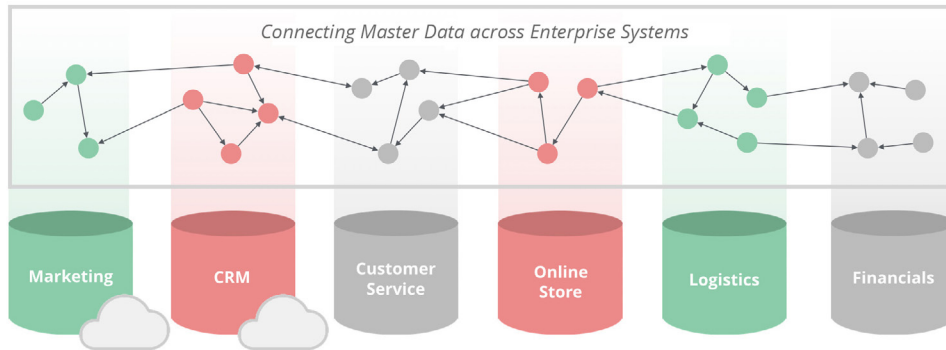 Connecting Master Data across Enterprise Systems
Marketing
CRM
Customer
Service
Online
Store
Logistics
Financials